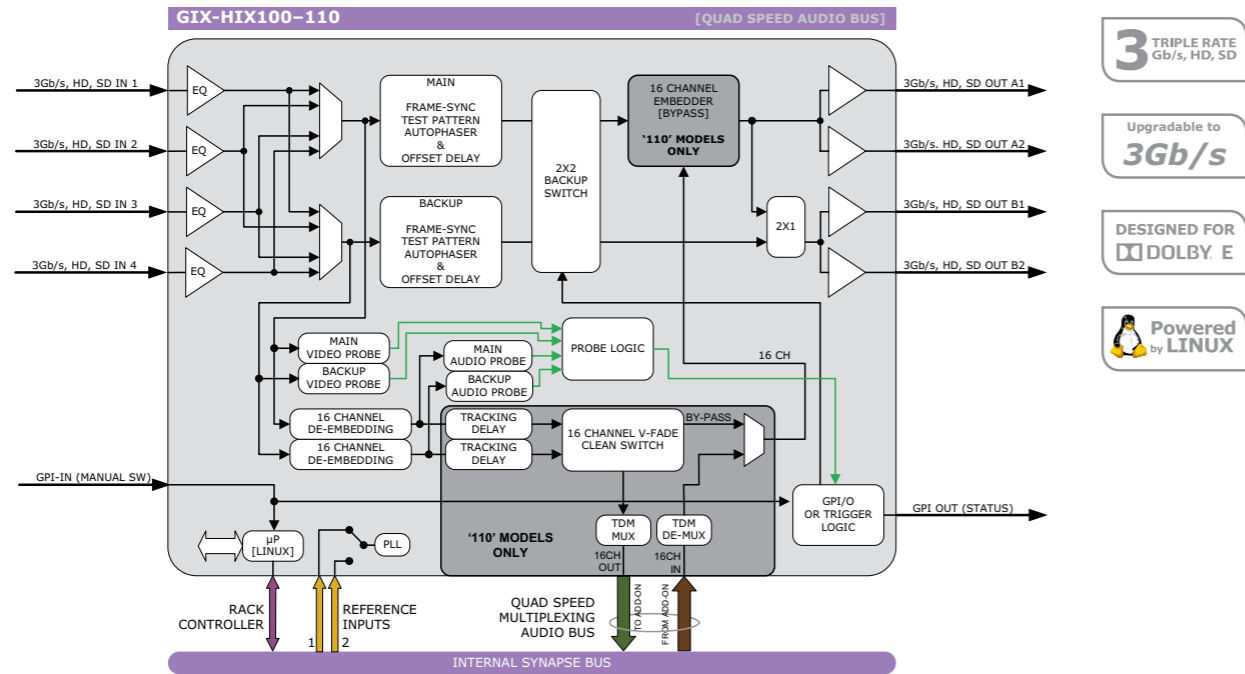 GIX-HIX100–110
[QUAD SPEED AUDIO BUS]
3Gb/s, HD, SD IN 1
3Gb/s, HD, SD IN 2
3Gb/s, HD, SD IN 3
3Gb/s, HD, SD IN 4
EQ
EQ
EQ
EQ
MAIN
FRAME-SYNC
TEST PATTERN
AUTOPHASER
&
OFFSET DELAY
BACKUP
FRAME-SYNC
TEST PATTERN
AUTOPHASER
&
OFFSET DELAY
2X2
BACKUP
SWITCH
16 CHANNEL
EMBEDDER
[BYPASS]
‘110’ MODELS
ONLY
2X1
3Gb/s, HD, SD OUT A1
3Gb/s. HD, SD OUT A2
3Gb/s, HD, SD OUT B1
3Gb/s, HD, SD OUT B2
MAIN
VIDEO PROBE
BACKUP
VIDEO PROBE
MAIN
AUDIO PROBE
BACKUP
AUDIO PROBE
PROBE LOGIC
16 CH
16 CHANNEL
DE-EMBEDDING
16 CHANNEL
DE-EMBEDDING
TRACKING
DELAY
TRACKING
DELAY
16 CHANNEL V-FADE
CLEAN SWITCH
BY-PASS
GPI-IN (MANUAL SW)
µP
[LINUX]
PLL
‘110’ MODELS
ONLY
TDM
MUX
TDM
DE-MUX
16CH
OUT
16CH
IN
GPI/O
OR TRIGGER
LOGIC
GPI OUT (STATUS)
RACK
CONTROLLER
1
2
REFERENCE
INPUTS
QUAD SPEED
MULTIPLEXING
AUDIO BUS
TO ADD-ON
FROM ADD-ON
INTERNAL SYNAPSE BUS
3 TRIPLE RATE
Gb/s, HD, SD
Upgradable to
3Gb/s
DESIGNED FOR
DOLBY E
Powered
by LINUX